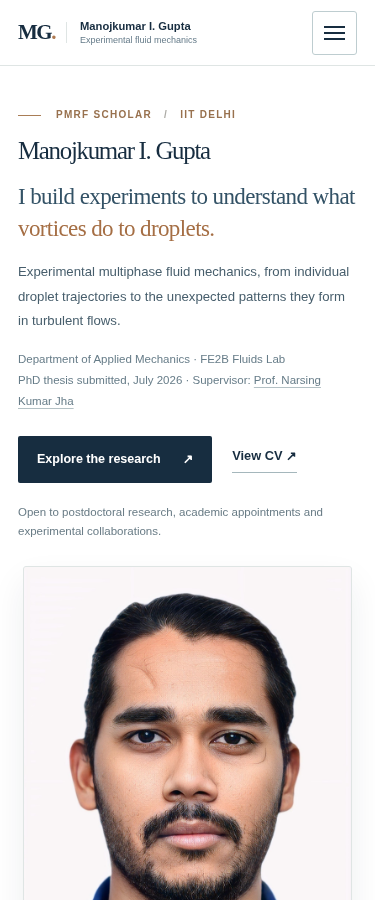 MG.
Manojkumar I. Gupta
Experimental fluid mechanics
PMRF SCHOLAR / IIT DELHI
Manojkumar I. Gupta
I build experiments to understand what
vortices do to droplets.
Experimental multiphase fluid mechanics, from individual
droplet trajectories to the unexpected patterns they form
in turbulent flows.
Department of Applied Mechanics · FE2B Fluids Lab
PhD thesis submitted, July 2026 · Supervisor: Prof. Narsing
Kumar Jha
Explore the research ↗
View CV ↗
Open to postdoctoral research, academic appointments and
experimental collaborations.